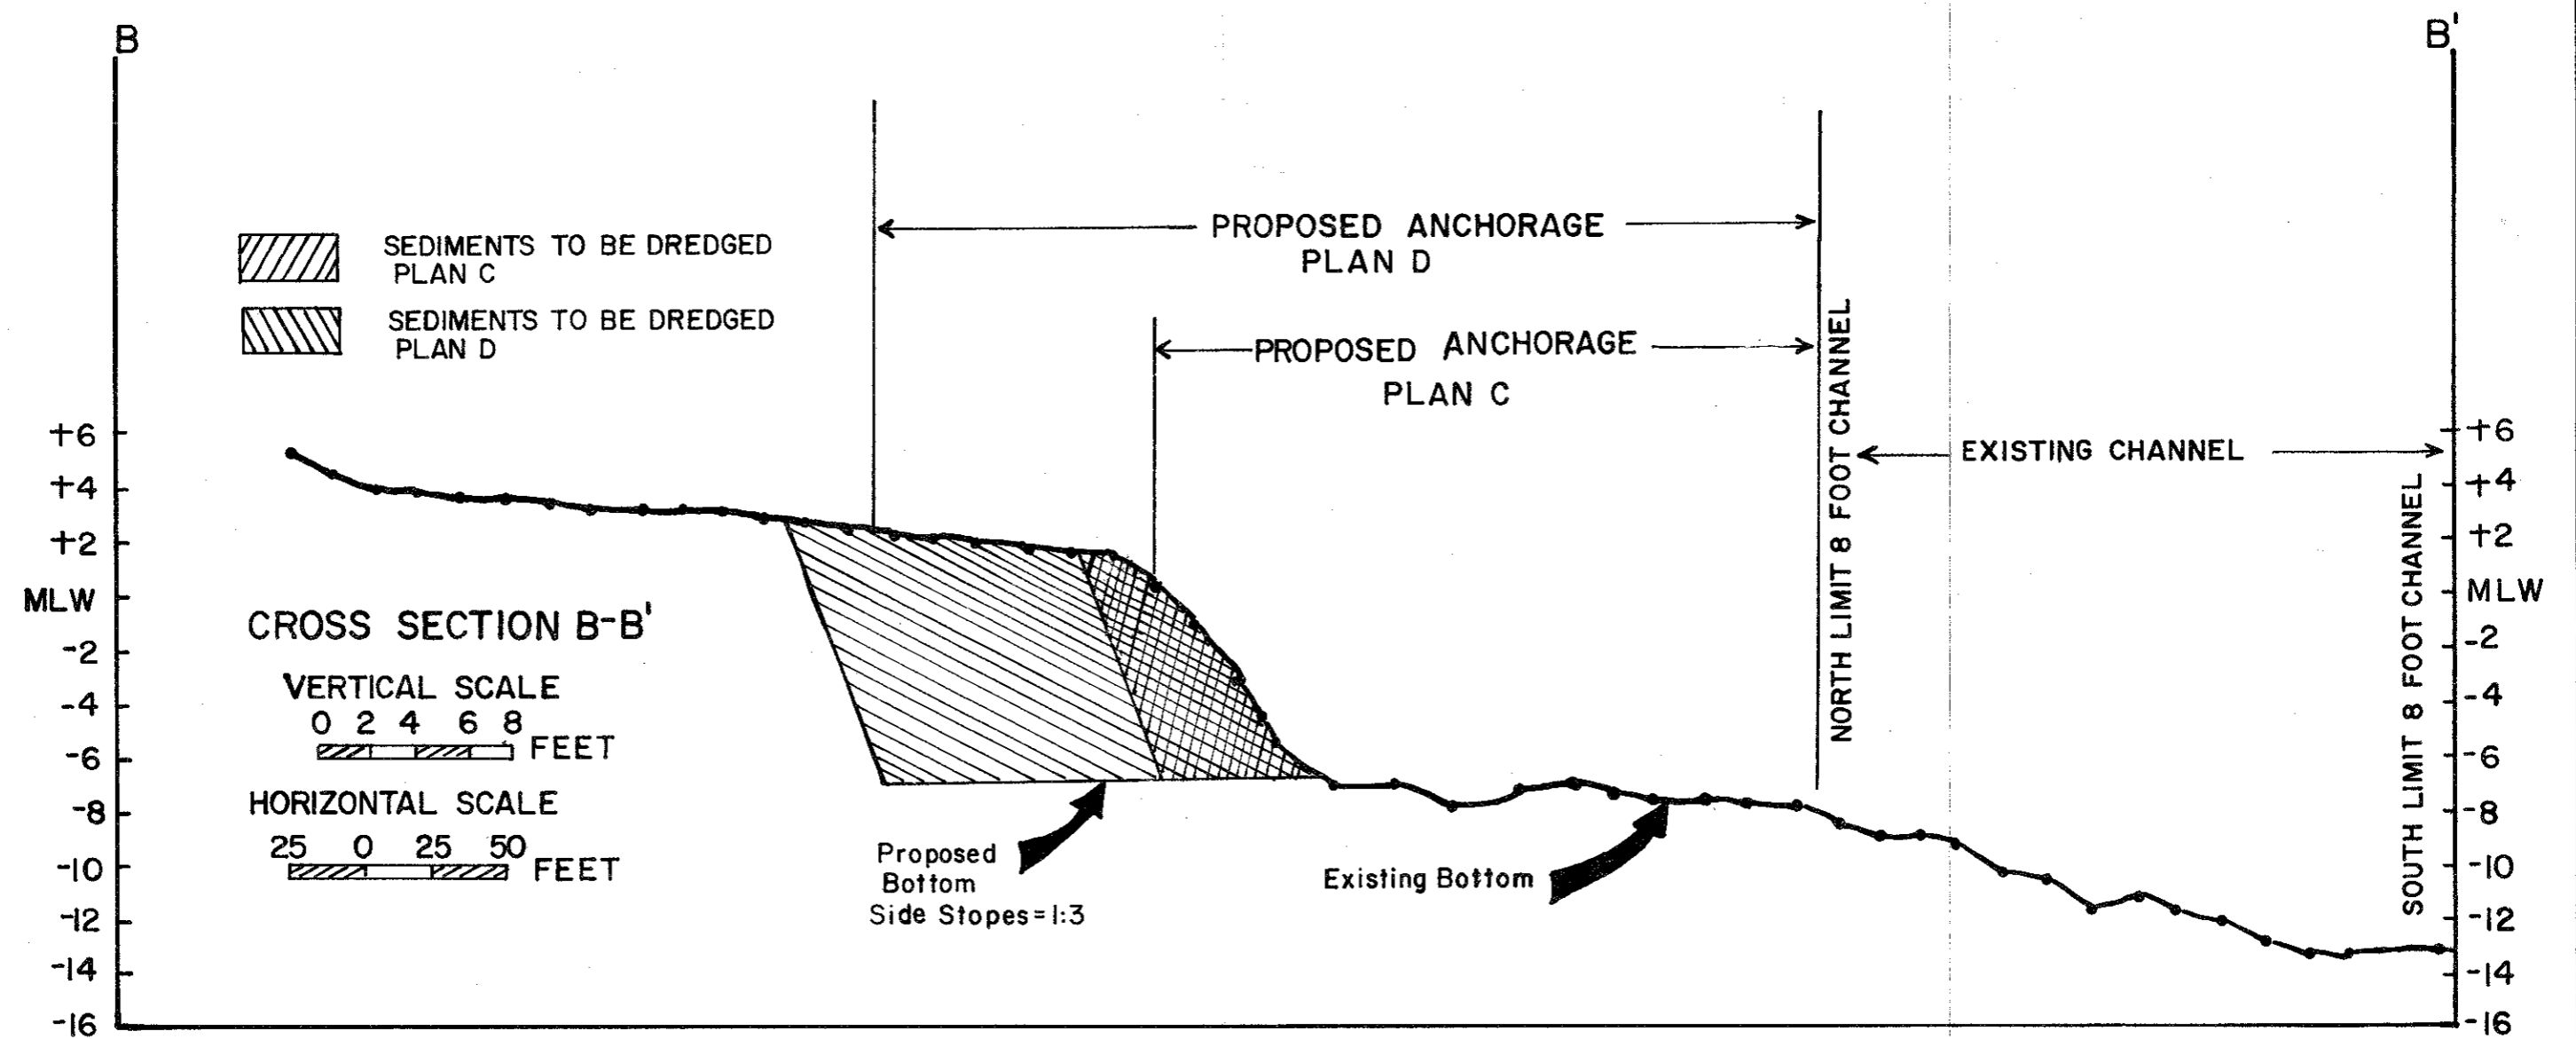 B
B'
SEDIMENTS TO BE DREDGED
PLAN C
SEDIMENTS TO BE DREDGED
PLAN D
PROPOSED ANCHORAGE
PLAN D
PROPOSED ANCHORAGE
PLAN C
NORTH LIMIT 8 FOOT CHANNEL
EXISTING CHANNEL
SOUTH LIMIT 8 FOOT CHANNEL
+6
+4
+2
MLW
-2
-4
-6
-8
-10
-12
-14
-16
CROSS SECTION B-B'
VERTICAL SCALE
0 2 4 6 8
FEET
HORIZONTAL SCALE
25 0 25 50
FEET
Proposed
Bottom
Side Stopes=1:3
Existing Bottom
+6
+4
+2
MLW
-2
-4
-6
-8
-10
-12
-14
-16